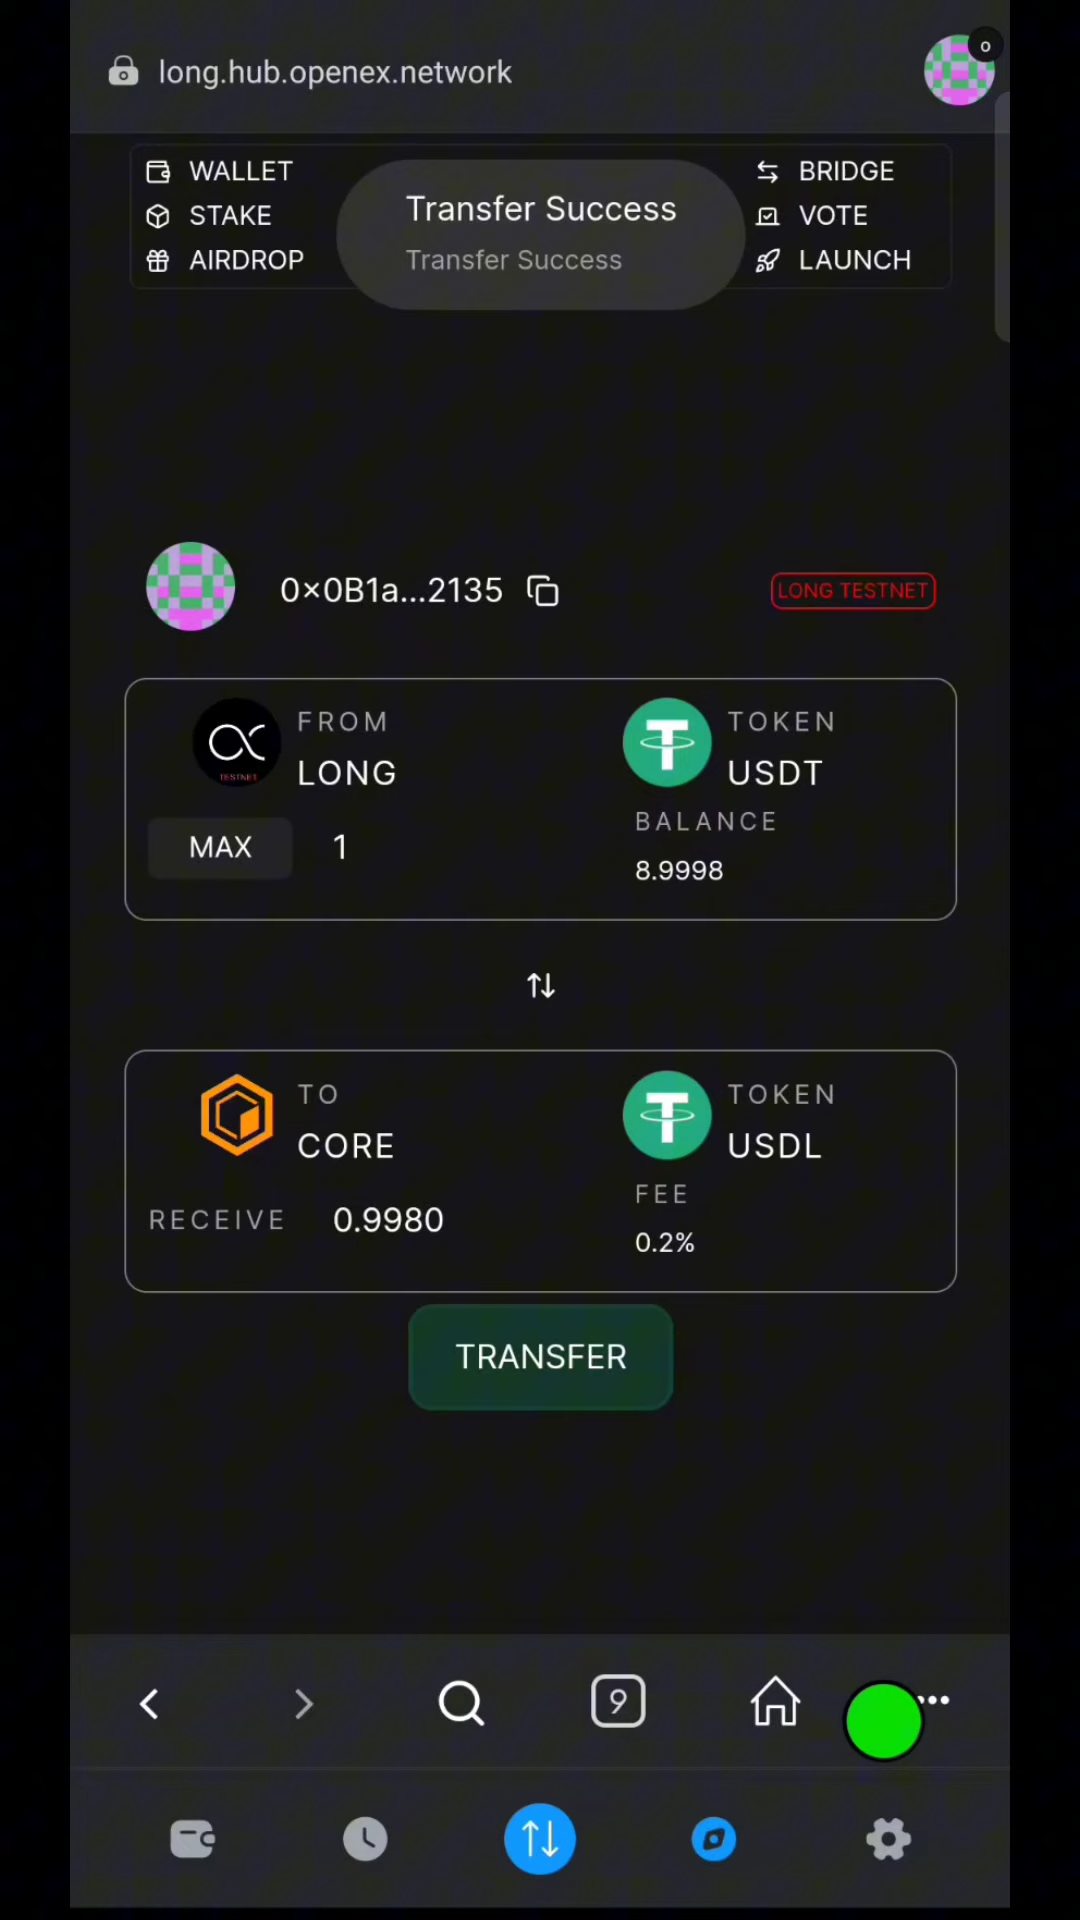 long.hub.openex.network
o
WALLET
STAKE
AIRDROP
Transfer Success
Transfer Success
BRIDGE
VOTE
LAUNCH
0×0B1a...2135
LONG TESTNET
FROM
LONG
TESTNET
TOKEN
USDT
MAX
1
BALANCE
8.9998
TO
CORE
TOKEN
USDL
RECEIVE
0.9980
FEE
0.2%
TRANSFER
9